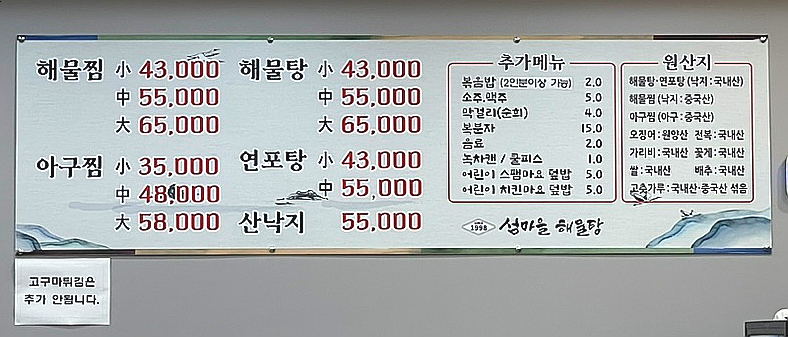 해물찜 小 43,000
中 55,000
大 65,000
아구찜 小 35,000
中 48,000
大 58,000
해물탕 小 43,000
中 55,000
大 65,000
연포탕 小 43,000
中 55,000
산낙지 55,000
추가메뉴
볶음밥 (2인분이상 가능) 2.0
소주.맥주 5.0
막걸리(순희) 4.0
복분자 15.0
음료 2.0
녹차캔 / 쿨피스 1.0
어린이 스팸마요 덮밥 5.0
어린이 치킨마요 덮밥 5.0
원산지
해물탕·연포탕 (낙지:국내산)
해물찜 (낙지:중국산)
아구찜 (아구:중국산)
오징어:원양산 전복:국내산
가리비:국내산 꽃게:국내산
쌀:국내산 배추:국내산
고춧가루:국내산·중국산 섞음
1998 섬마을 해물탕
고구마튀김은
추가 안됩니다.